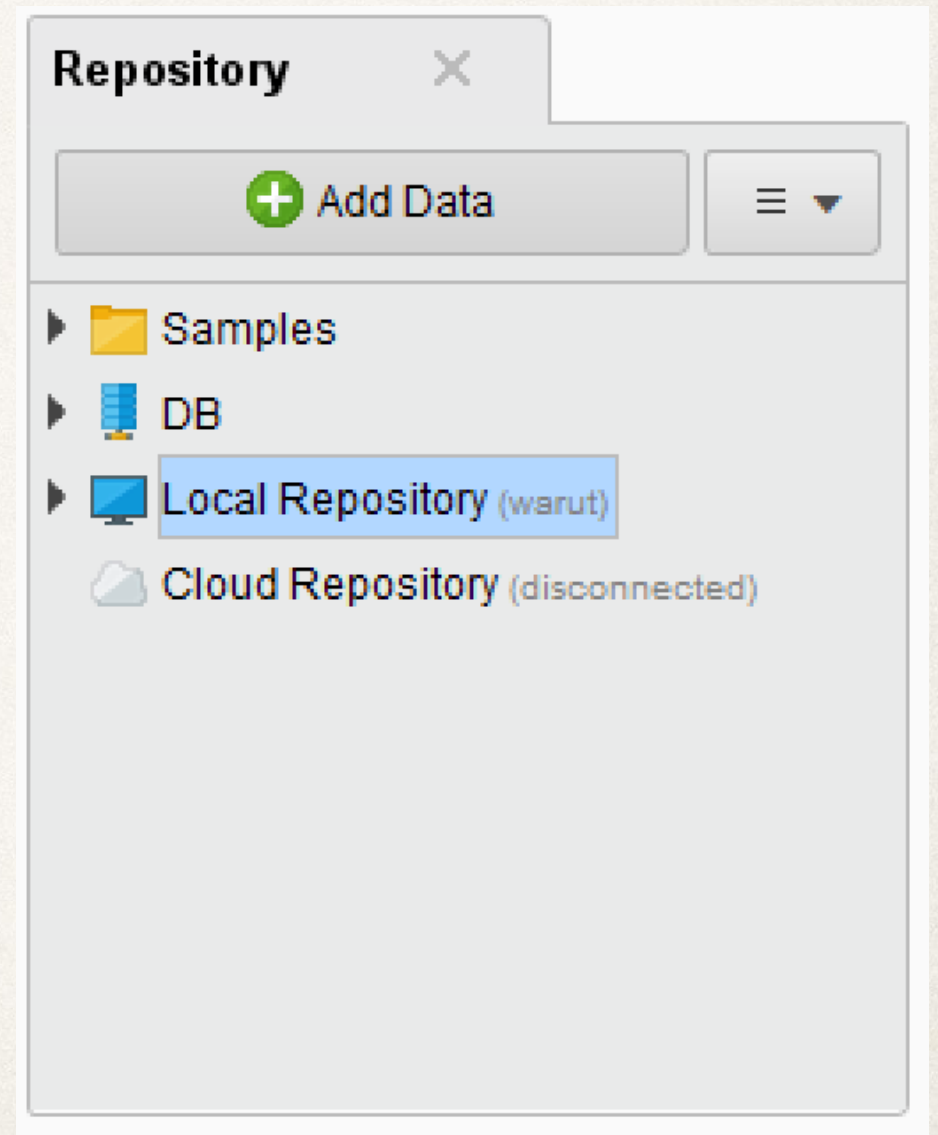 Repository
Add Data
Samples
DB
Local Repository (warut)
Cloud Repository (disconnected)